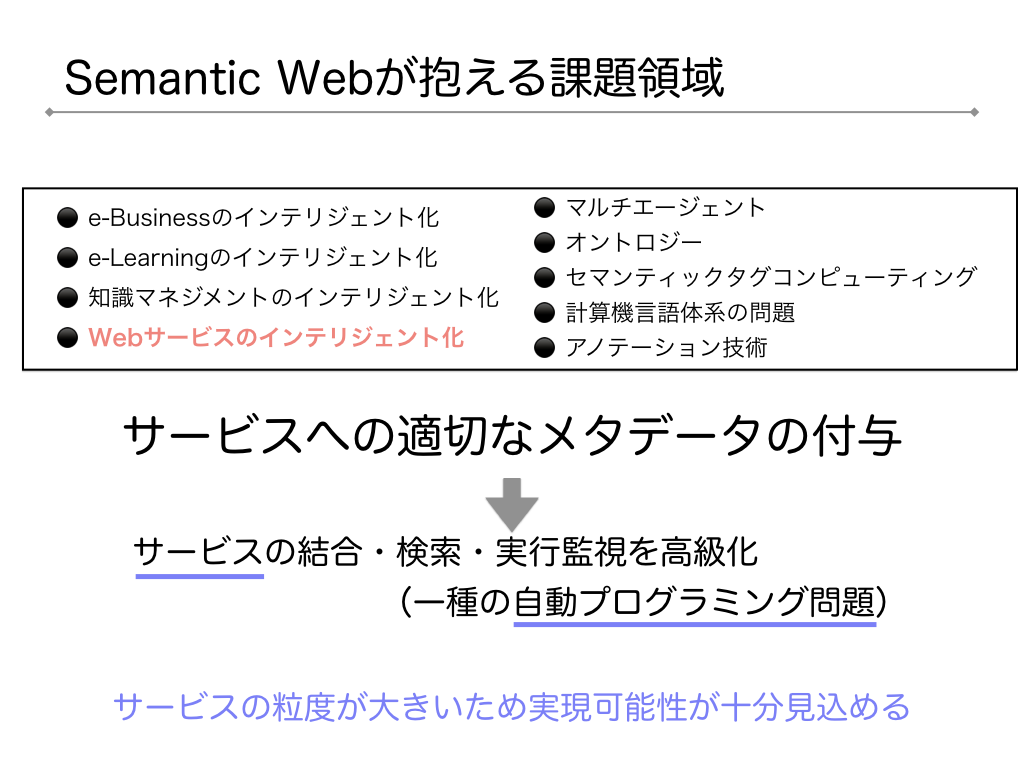 Semantic Webが抱える課題領域
e-Businessのインテリジェント化
e-Learningのインテリジェント化
知識マネジメントのインテリジェント化
Webサービスのインテリジェント化
マルチエージェント
オントロジー
セマンティックタグコンピューティング
計算機言語体系の問題
アノテーション技術
サービスへの適切なメタデータの付与
サービスの結合・検索・実行監視を高級化
（一種の自動プログラミング問題）
サービスの粒度が大きいため実現可能性が十分見込める